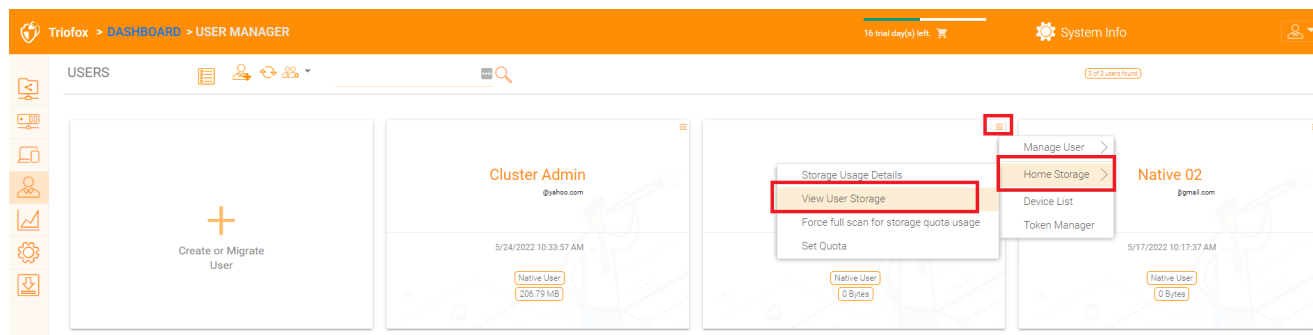 Triofox > DASHBOARD > USER MANAGER
16 trial day(s) left.
System Info
USERS
3 of 3 users found
Create or Migrate
User
Cluster Admin
@yahoo.com
5/24/2022 10:33:57 AM
Native User
206.79 MB
Storage Usage Details
View User Storage
Force full scan for storage quota usage
Set Quota
Native User
0 Bytes
Manage User
Home Storage
Device List
Token Manager
Native 02
@gmail.com
5/17/2022 10:17:37 AM
Native User
0 Bytes